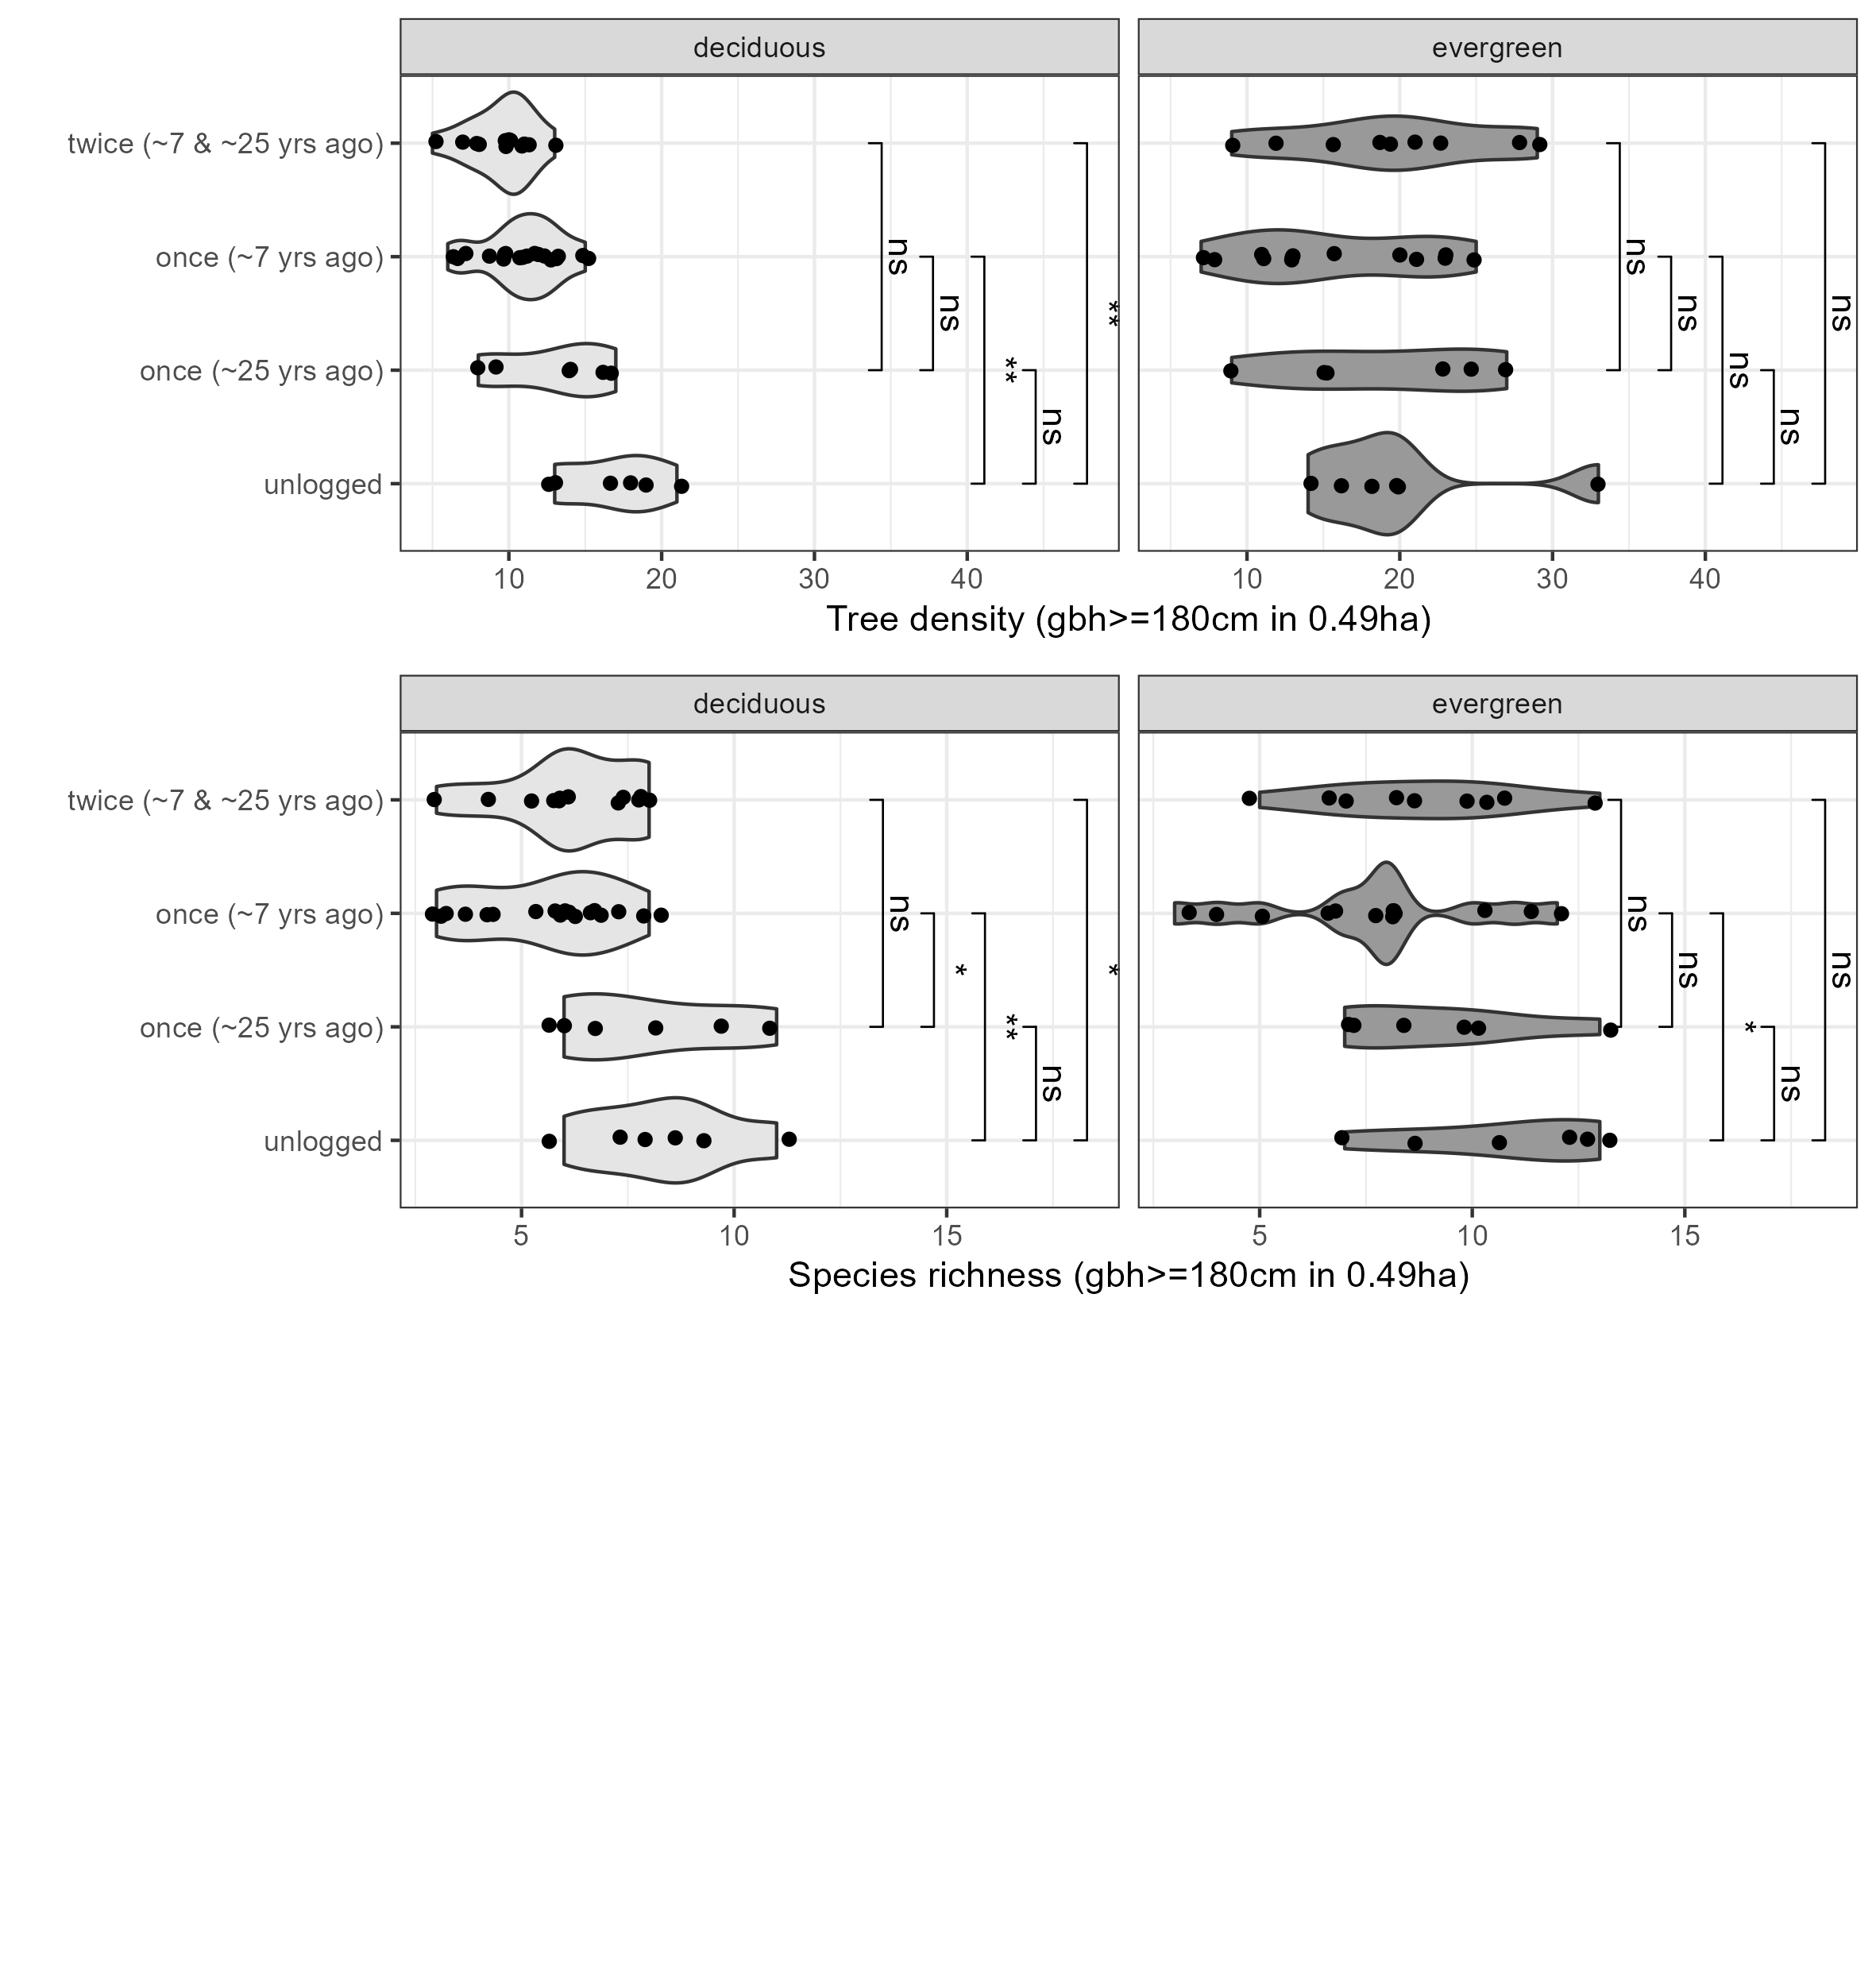 deciduous evergreen
twice (~7 & ~25 yrs ago)
once (~7 yrs ago)
once (~25 yrs ago)
unlogged
ns
ns
**
ns
**
ns
ns
ns
ns
ns
10 20 30 40 10 20 30 40
Tree density (gbh>=180cm in 0.49ha)
deciduous evergreen
twice (~7 & ~25 yrs ago)
once (~7 yrs ago)
once (~25 yrs ago)
unlogged
ns
*
**
ns
*
ns
ns
*
ns
ns
5 10 15 5 10 15
Species richness (gbh>=180cm in 0.49ha)